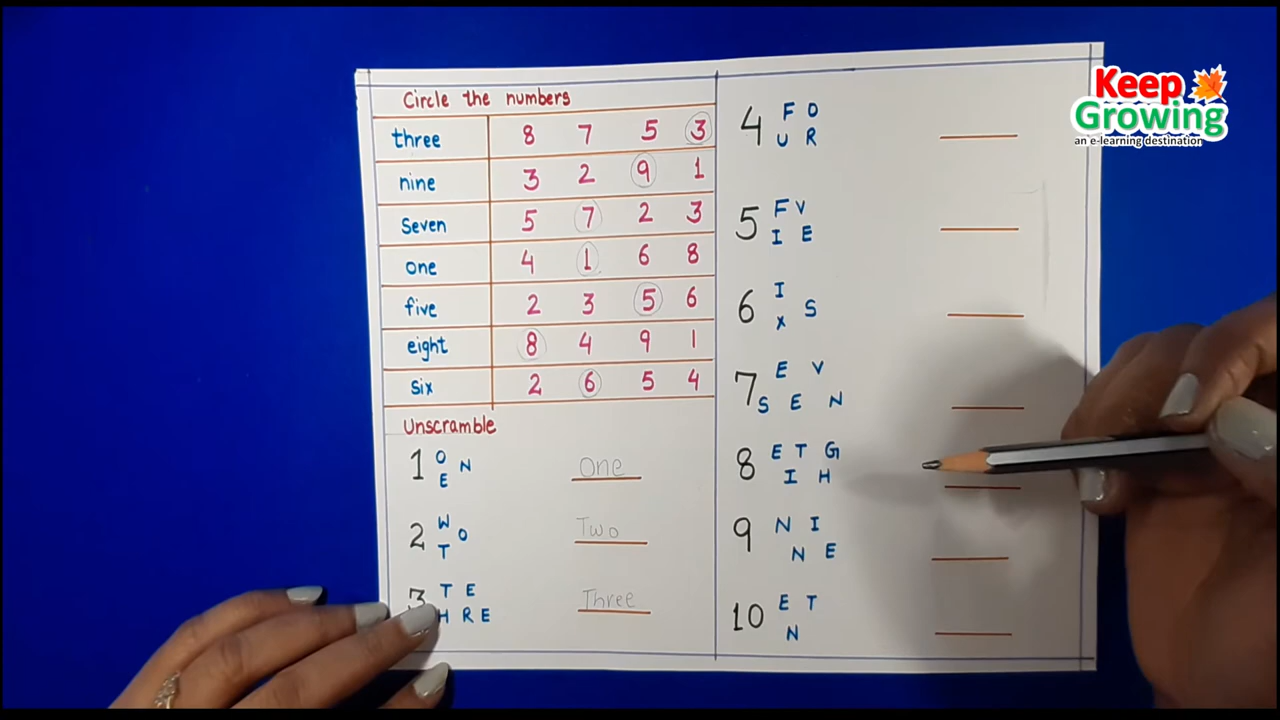 Circle the numbers
three 8 7 5 3
nine 3 2 9 1
Seven 5 7 2 3
one 4 1 6 8
five 2 3 5 6
eight 8 4 9 1
six 2 6 5 4
Unscramble
1 O N E One
2 W O T Two
3 T E H R E Three
4 F O
U R
5 F V
I E
6 I
X S
7 E V
S E N
8 E T G
I H
9 N I
N E
10 E T
N
Keep
Growing
an e-learning destination